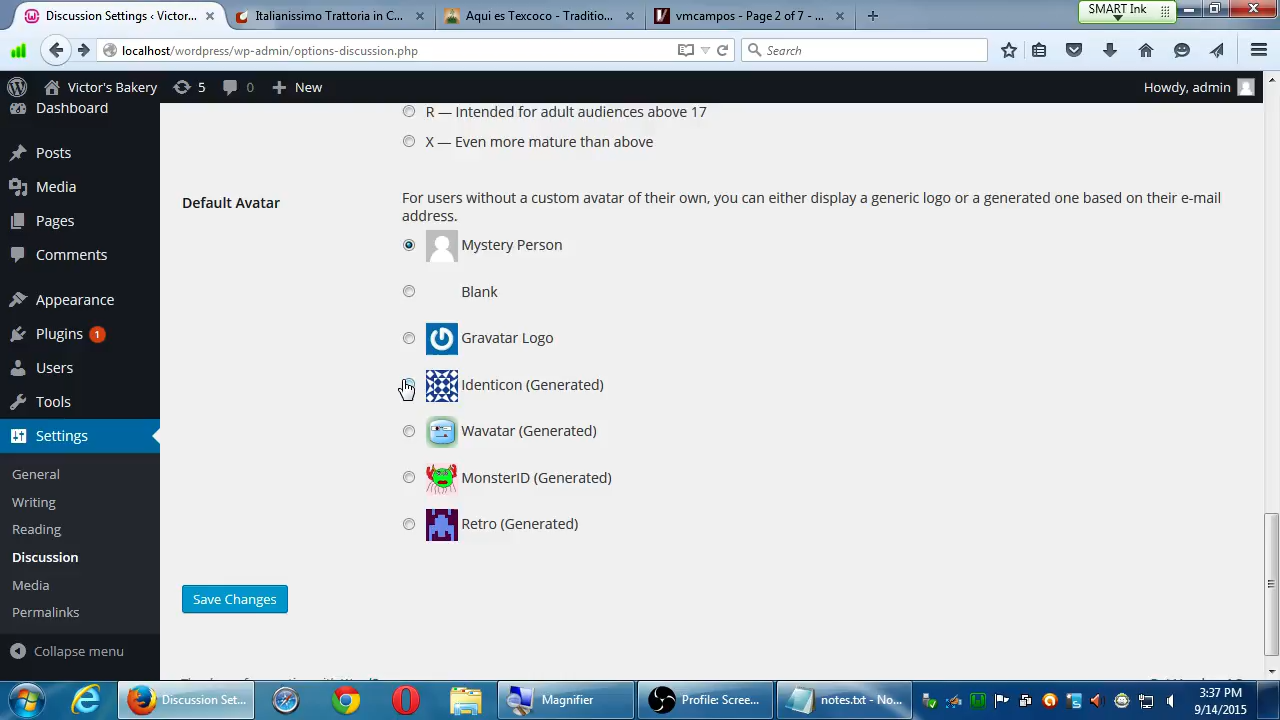 Discussion Settings ‹ Victor...
Italianissimo Trattoria in C...
Aqui es Texcoco - Traditio...
vmcampos - Page 2 of 7 - ...
SMART Ink
localhost/wordpress/wp-admin/options-discussion.php
Search
Victor's Bakery
5
0
New
Howdy, admin
Dashboard
Posts
Media
Pages
Comments
Appearance
Plugins 1
Users
Tools
Settings
General
Writing
Reading
Discussion
Media
Permalinks
Collapse menu
R — Intended for adult audiences above 17
X — Even more mature than above
Default Avatar
For users without a custom avatar of their own, you can either display a generic logo or a generated one based on their e-mail
address.
Mystery Person
Blank
Gravatar Logo
Identicon (Generated)
Wavatar (Generated)
MonsterID (Generated)
Retro (Generated)
Save Changes
Discussion Set...
Magnifier
Profile: Scree...
notes.txt - No...
3:37 PM
9/14/2015